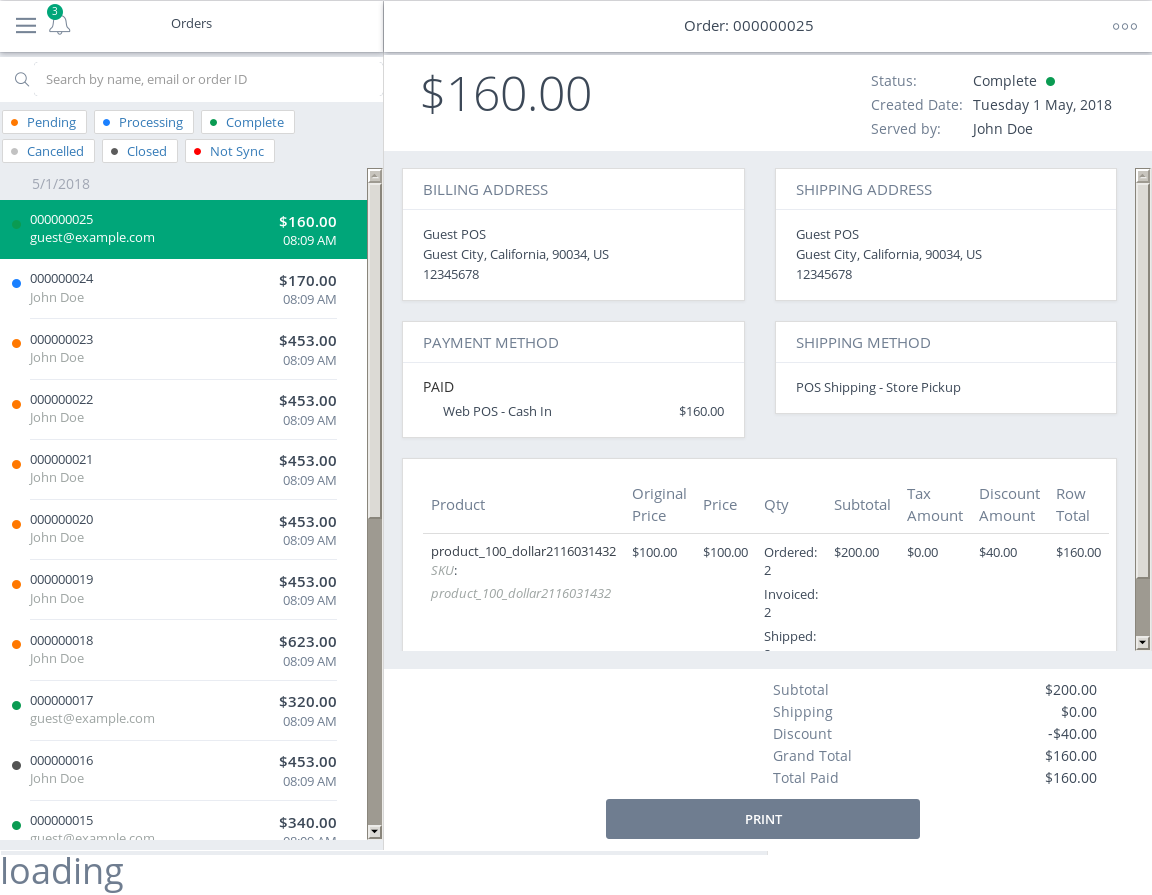 3
Orders
Search by name, email or order ID
Pending
Processing
Complete
Cancelled
Closed
Not Sync
5/1/2018
000000025 $160.00
guest@example.com 08:09 AM
000000024 $170.00
John Doe 08:09 AM
000000023 $453.00
John Doe 08:09 AM
000000022 $453.00
John Doe 08:09 AM
000000021 $453.00
John Doe 08:09 AM
000000020 $453.00
John Doe 08:09 AM
000000019 $453.00
John Doe 08:09 AM
000000018 $623.00
John Doe 08:09 AM
000000017 $320.00
guest@example.com 08:09 AM
000000016 $453.00
John Doe 08:09 AM
000000015 $340.00
guest@example.com 08:09 AM
Order: 000000025
$160.00
Status: Complete
Created Date: Tuesday 1 May, 2018
Served by: John Doe
BILLING ADDRESS
Guest POS
Guest City, California, 90034, US
12345678
SHIPPING ADDRESS
Guest POS
Guest City, California, 90034, US
12345678
PAYMENT METHOD
PAID
Web POS - Cash In $160.00
SHIPPING METHOD
POS Shipping - Store Pickup
Product Original Price Price Qty Subtotal Tax Amount Discount Amount Row Total
product_100_dollar2116031432 $100.00 $100.00 Ordered: $200.00 $0.00 $40.00 $160.00
SKU: 2
product_100_dollar2116031432 Invoiced:
2
Shipped:
Subtotal $200.00
Shipping $0.00
Discount -$40.00
Grand Total $160.00
Total Paid $160.00
PRINT
loading